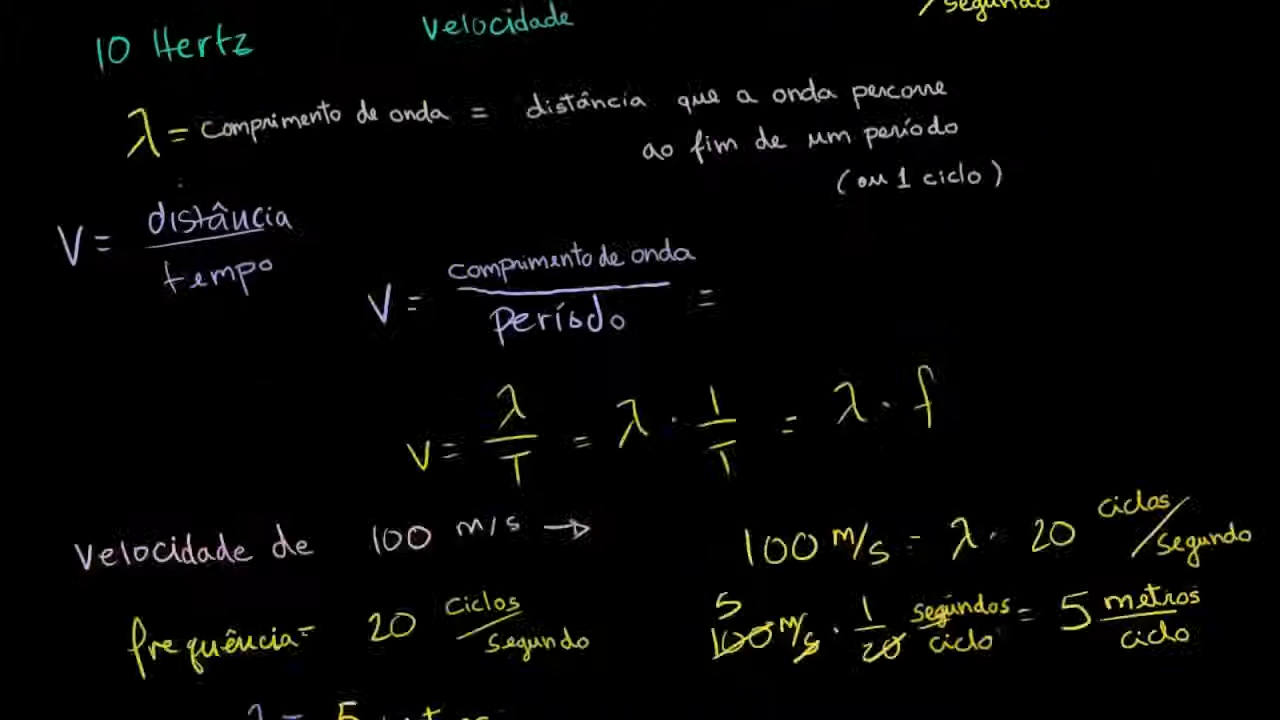 /segundo
10 Hertz
Velocidade
λ = comprimento de onda = distância que a onda percorre
ao fim de um período
(ou 1 ciclo)
V = distância/tempo
V = comprimento de onda/período =
v = λ/T = λ · 1/T = λ · f
Velocidade de 100 m/s →
100 m/s = λ · 20 ciclos/segundo
frequência = 20 ciclos/segundo
5
100 m/s · 1/20 segundos/ciclo = 5 metros/ciclo
λ = 5 metros